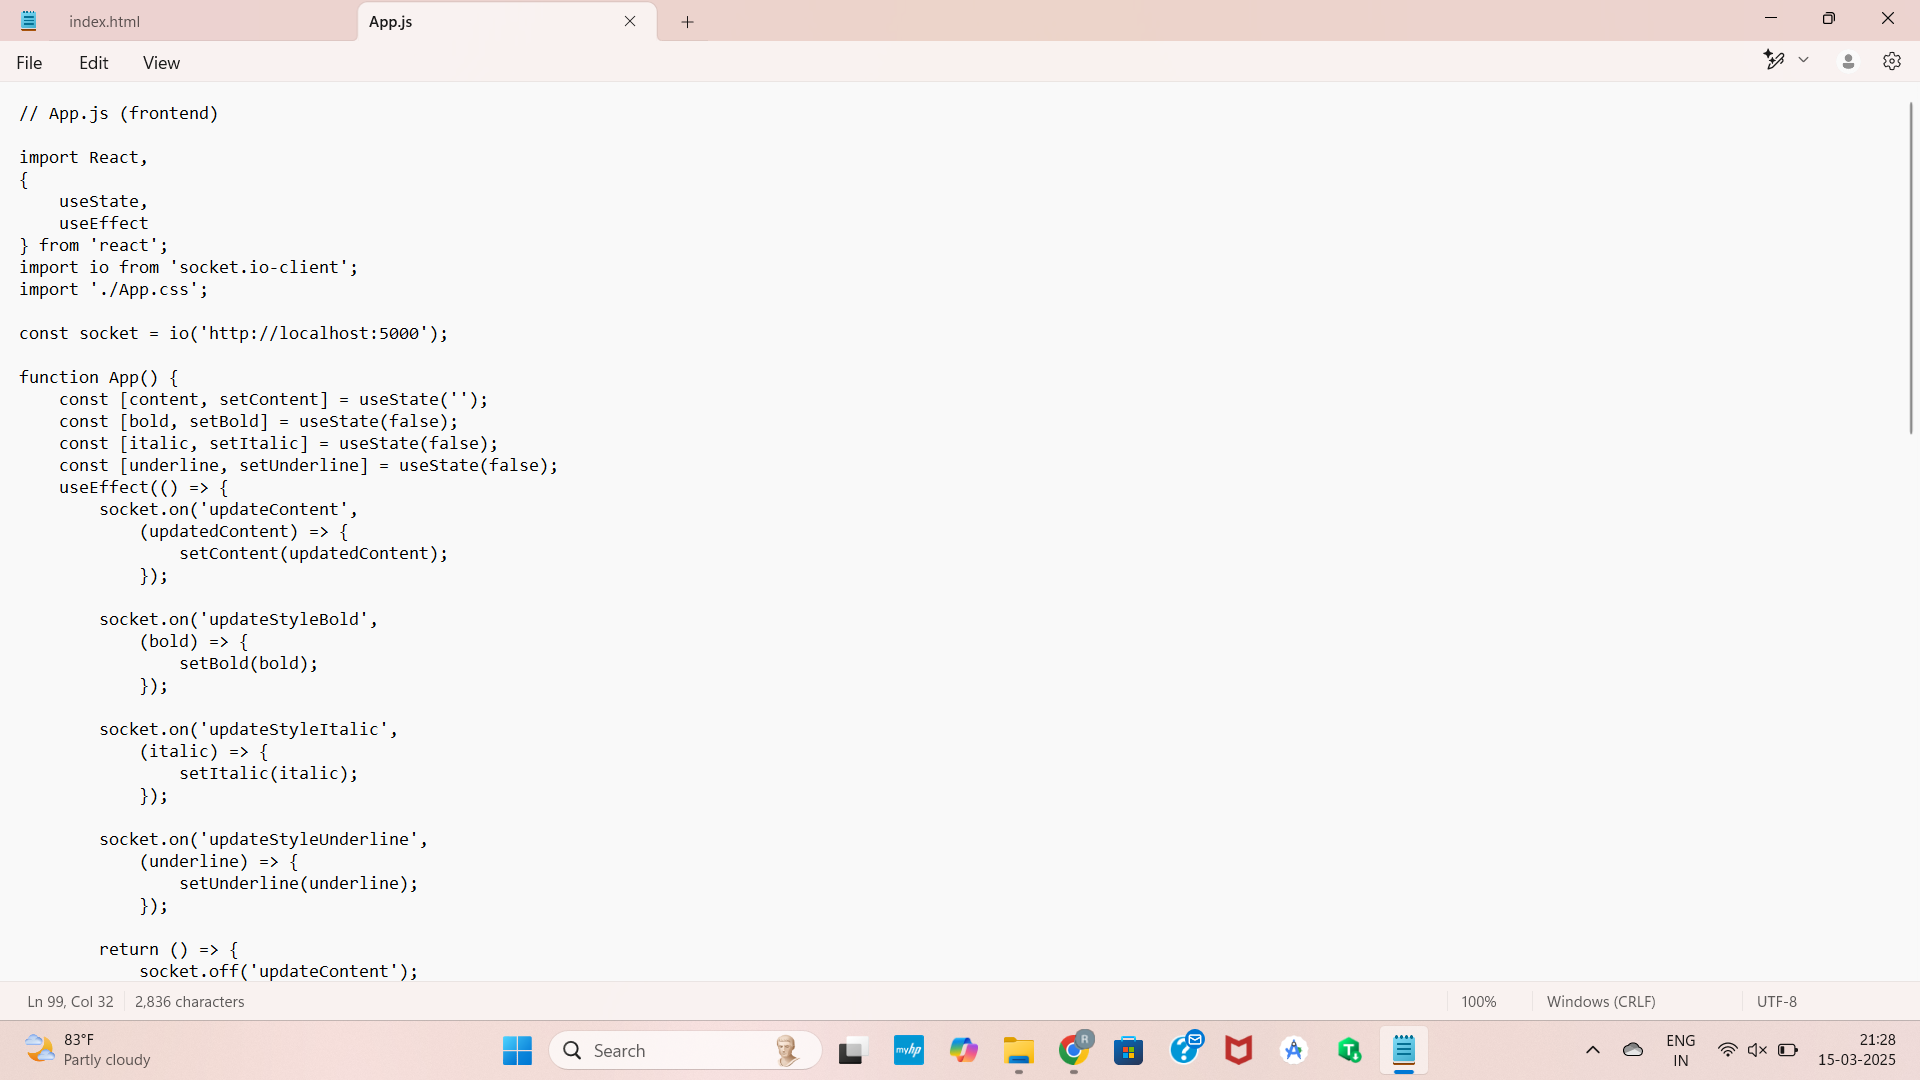 index.html
App.js
File Edit View
// App.js (frontend)
import React,
{
    useState,
    useEffect
} from 'react';
import io from 'socket.io-client';
import './App.css';
const socket = io('http://localhost:5000');
function App() {
    const [content, setContent] = useState('');
    const [bold, setBold] = useState(false);
    const [italic, setItalic] = useState(false);
    const [underline, setUnderline] = useState(false);
    useEffect(() => {
        socket.on('updateContent',
            (updatedContent) => {
                setContent(updatedContent);
            });
        socket.on('updateStyleBold',
            (bold) => {
                setBold(bold);
            });
        socket.on('updateStyleItalic',
            (italic) => {
                setItalic(italic);
            });
        socket.on('updateStyleUnderline',
            (underline) => {
                setUnderline(underline);
            });
        return () => {
            socket.off('updateContent');
Ln 99, Col 32 2,836 characters 100% Windows (CRLF) UTF-8
83°F
Partly cloudy
Search
myhp
R
T
ENG
IN
21:28
15-03-2025